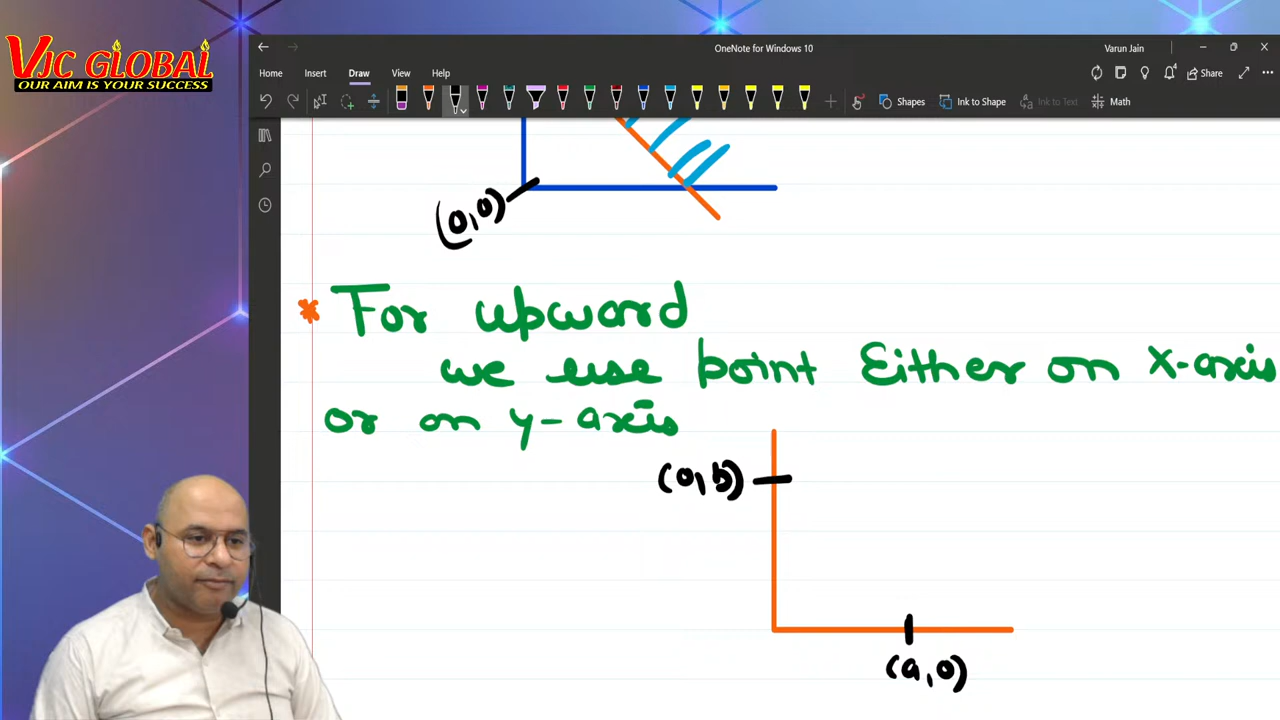 VJC GLOBAL
OUR AIM IS YOUR SUCCESS
OneNote for Windows 10
Varun Jain
Home Insert Draw View Help
4 Share
Shapes Ink to Shape Ink to Text Math
(0,0)
* For upward
we use point Either on X-axis
or on y-axis
(0,b)
(a,0)